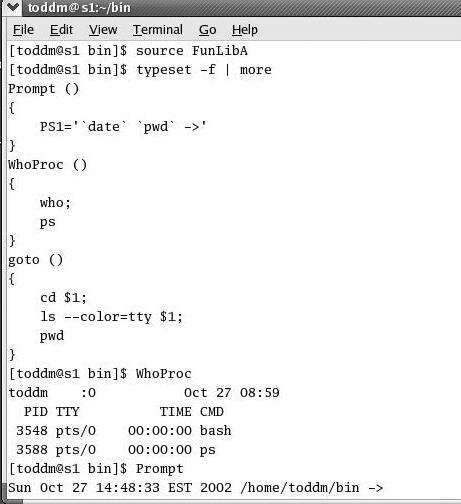 toddm@s1:~/bin
File Edit View Terminal Go Help
[toddm@s1 bin]$ source FunLibA
[toddm@s1 bin]$ typeset -f | more
Prompt ()
{
    PS1='`date` `pwd` ->'
}
WhoProc ()
{
    who;
    ps
}
goto ()
{
    cd $1;
    ls --color=tty $1;
    pwd
}
[toddm@s1 bin]$ WhoProc
toddm    :0           Oct 27 08:59
  PID TTY          TIME CMD
 3548 pts/0    00:00:00 bash
 3588 pts/0    00:00:00 ps
[toddm@s1 bin]$ Prompt
Sun Oct 27 14:48:33 EST 2002 /home/toddm/bin ->